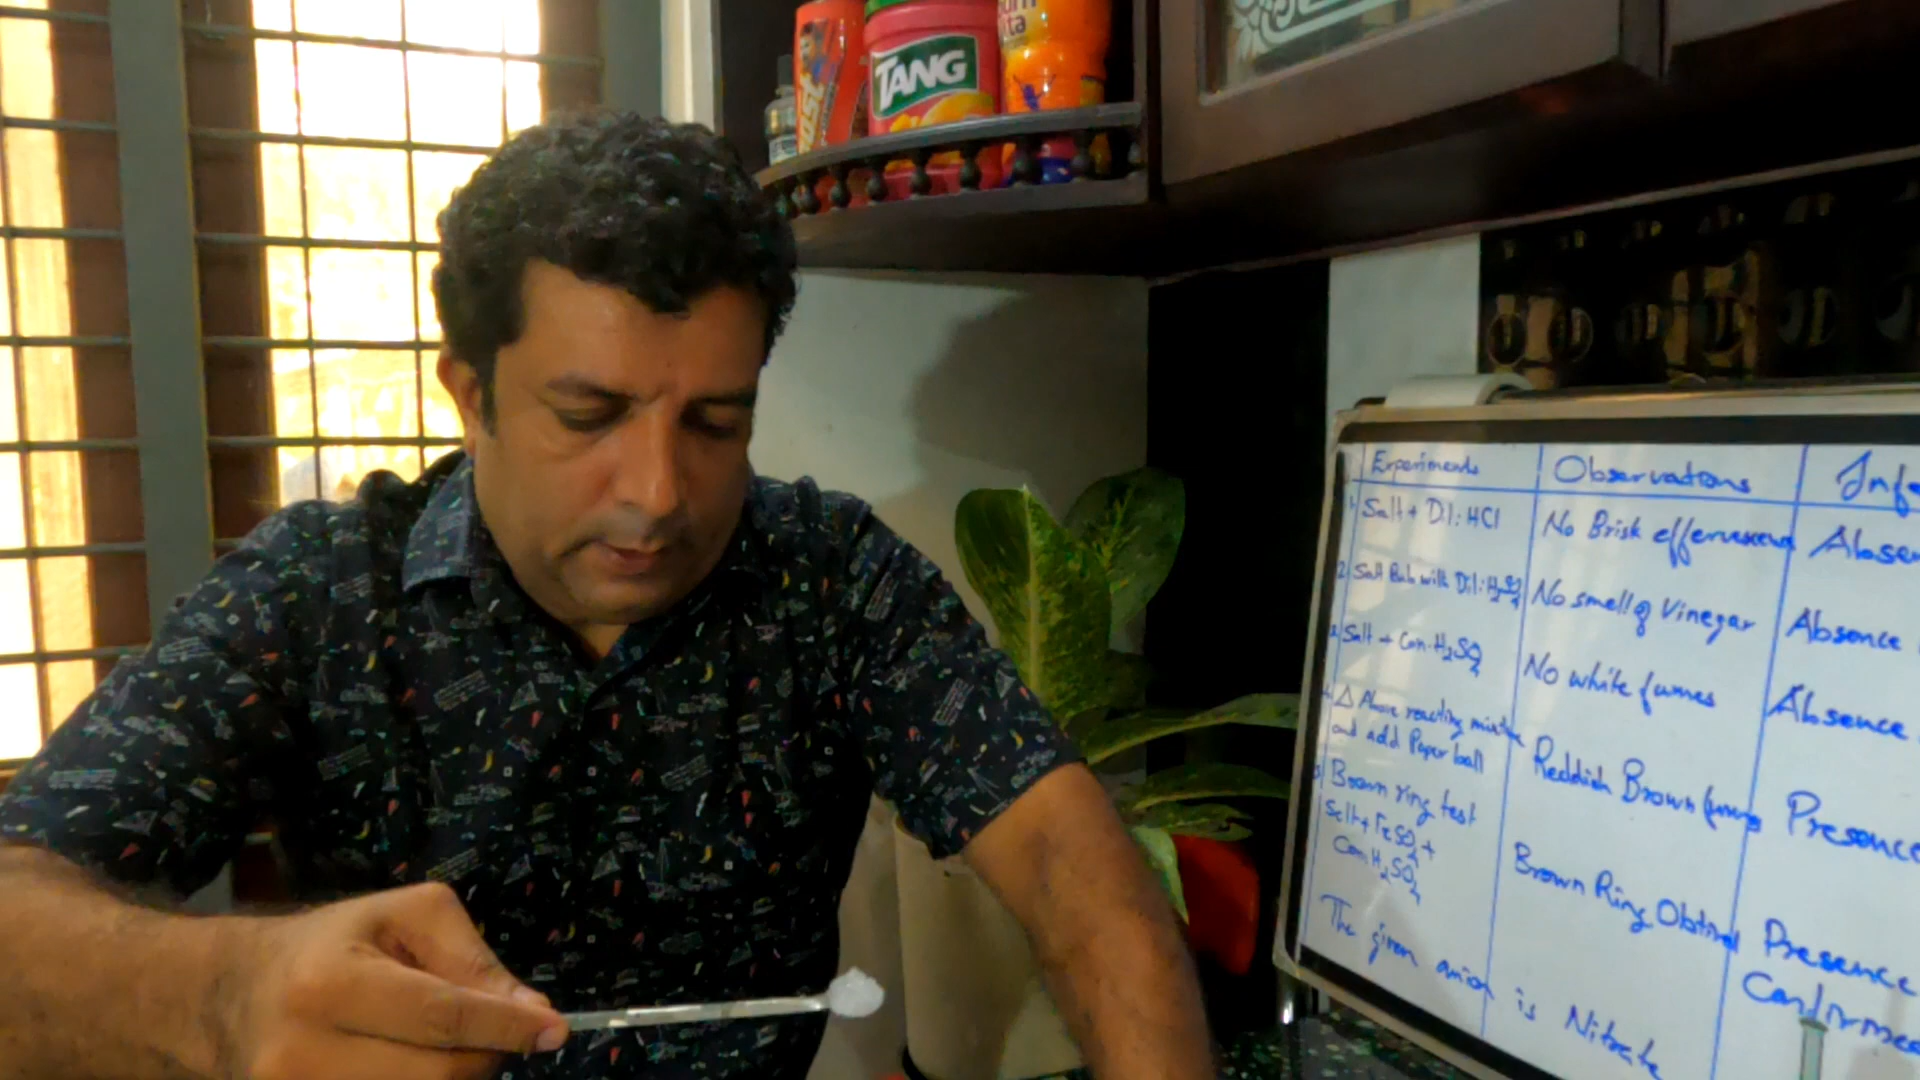 TANG
Experiments Observations Infe
1 Salt + Dil: HCl No Brisk effervescence Absen
2 Salt Rub with Dil: H2SO4 No smell of Vinegar Absence
3 Salt + Con. H2SO4 No white fumes Absence
4 △ Above reacting mixture
and add Paper ball Reddish Brown fumes Presence
5 Brown ring test
Salt + FeSO4 +
Con H2SO4 Brown Ring Obtined Presence
Confirmed
The given anion is Nitrate